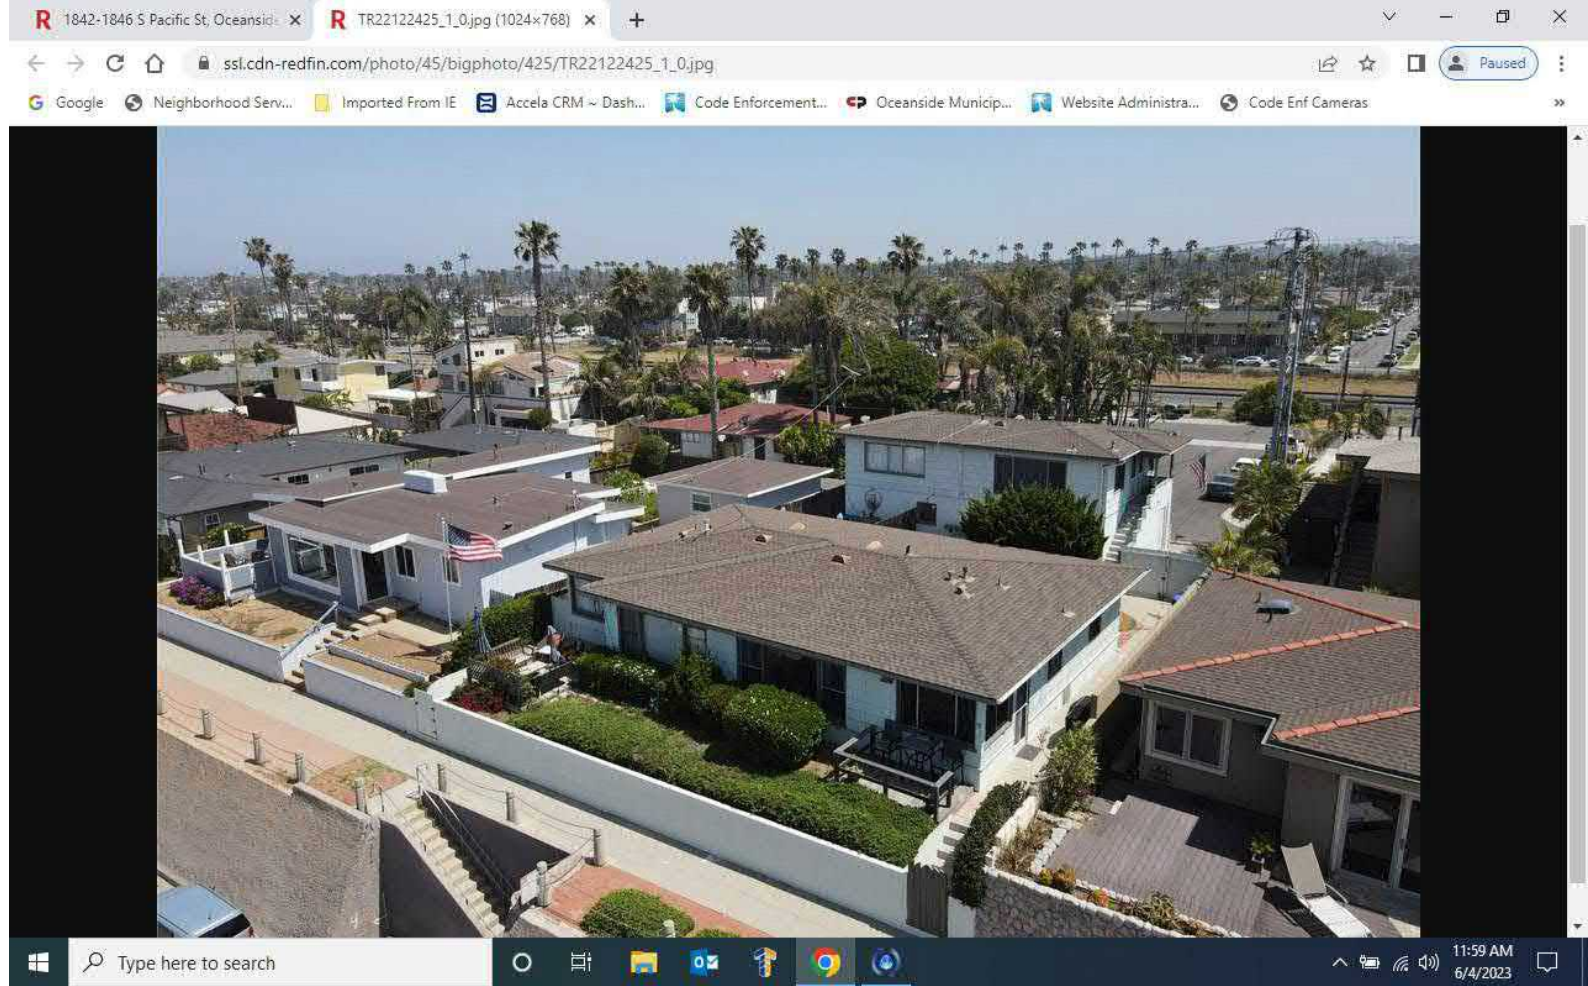 1842-1846 S Pacific St, Oceansid
TR22122425_1_0.jpg (1024×768)
ssl.cdn-redfin.com/photo/45/bigphoto/425/TR22122425_1_0.jpg
Paused
Google
Neighborhood Serv...
Imported From IE
Accela CRM ~ Dash...
Code Enforcement...
Oceanside Municip...
Website Administra...
Code Enf Cameras
Type here to search
11:59 AM
6/4/2023